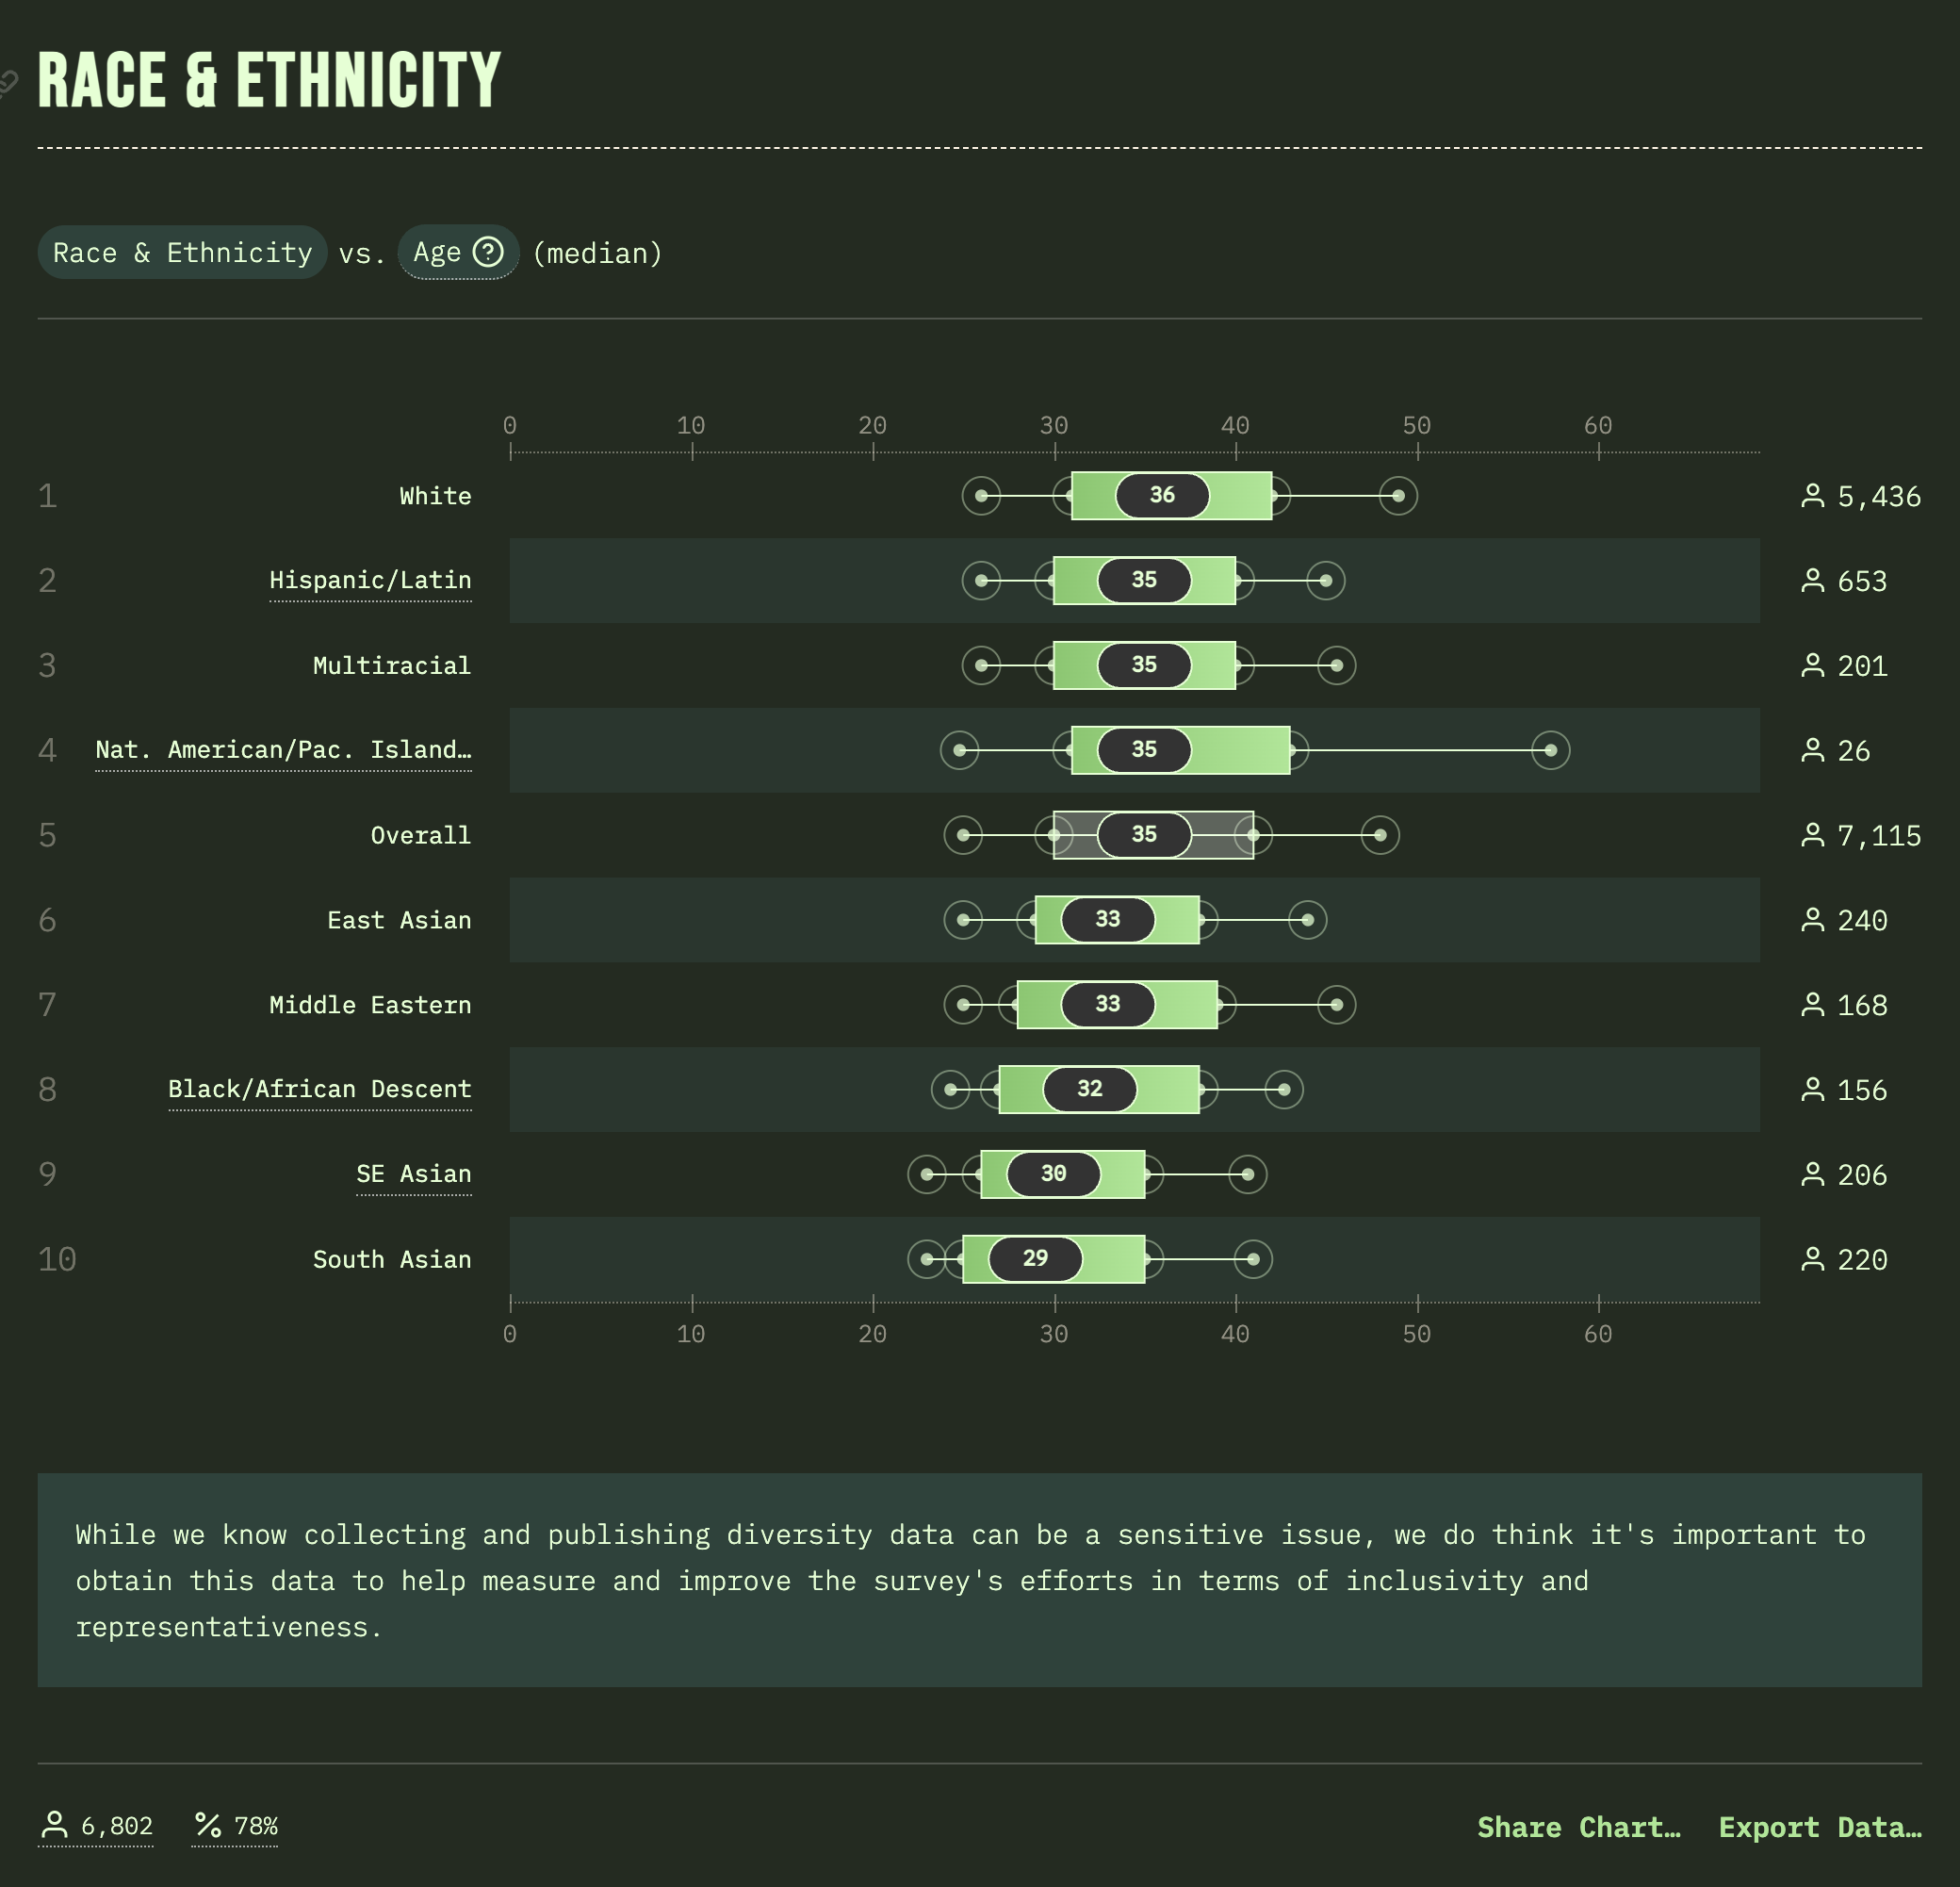 RACE & ETHNICITY
Race & Ethnicity vs. Age ? (median)
0 10 20 30 40 50 60
1 White 36 5,436
2 Hispanic/Latin 35 653
3 Multiracial 35 201
4 Nat. American/Pac. Island… 35 26
5 Overall 35 7,115
6 East Asian 33 240
7 Middle Eastern 33 168
8 Black/African Descent 32 156
9 SE Asian 30 206
10 South Asian 29 220
0 10 20 30 40 50 60
While we know collecting and publishing diversity data can be a sensitive issue, we do think it's important to
obtain this data to help measure and improve the survey's efforts in terms of inclusivity and
representativeness.
6,802 % 78% Share Chart… Export Data…